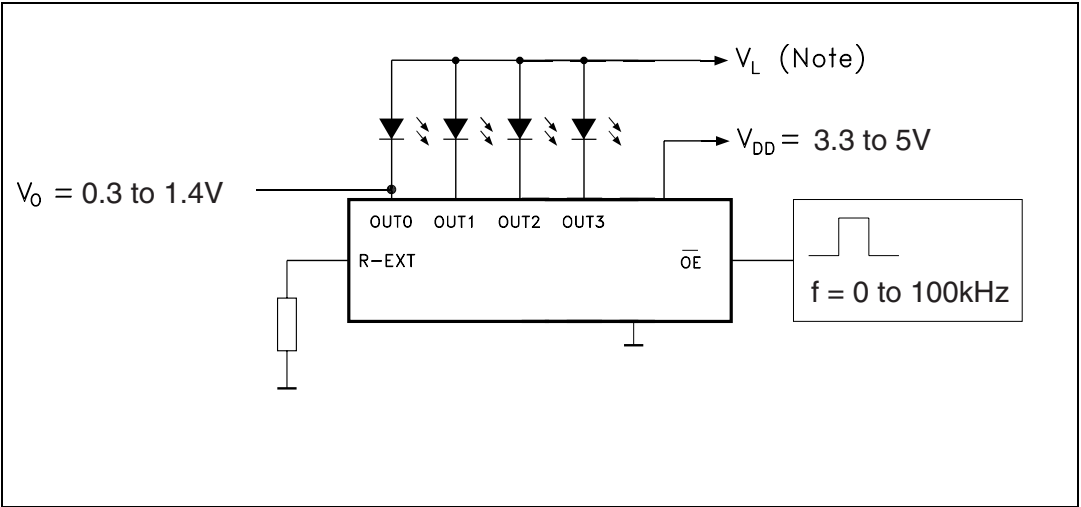 V_L (Note)
V_DD = 3.3 to 5V
V_O = 0.3 to 1.4V
OUT0 OUT1 OUT2 OUT3
R-EXT
O̅E̅
f = 0 to 100kHz